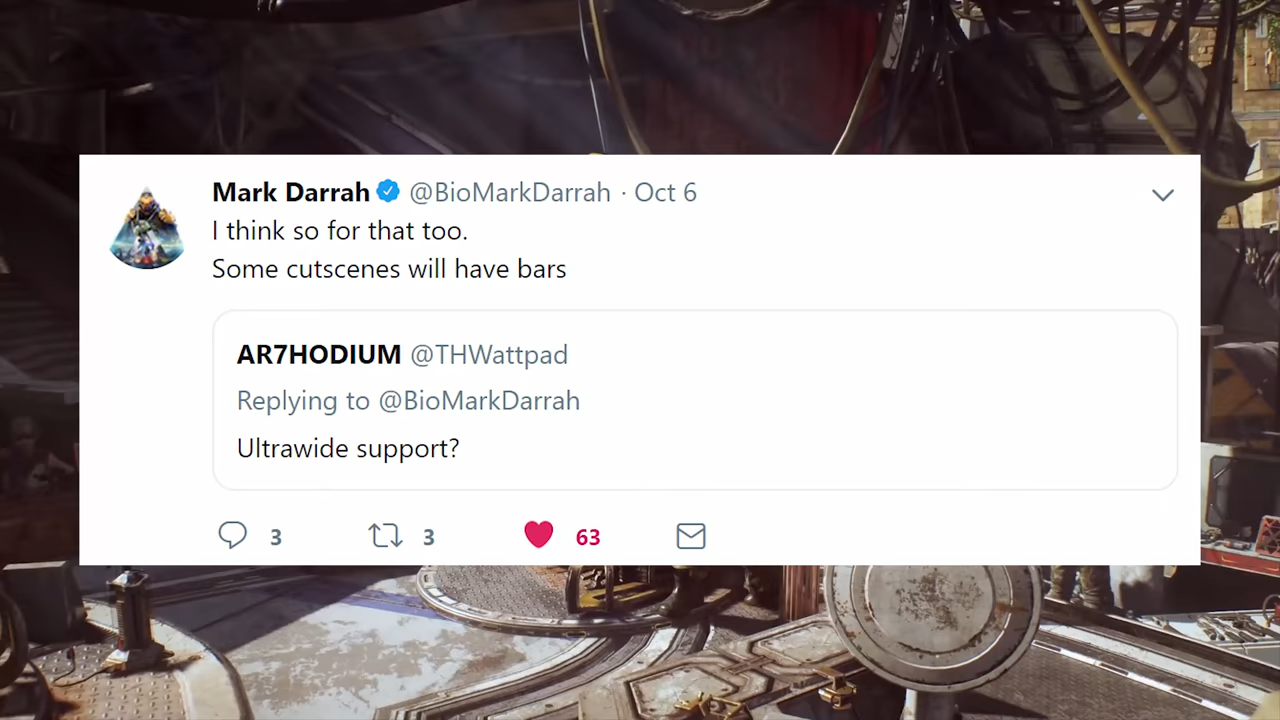 Mark Darrah @BioMarkDarrah · Oct 6
I think so for that too.
Some cutscenes will have bars
AR7HODIUM @THWattpad
Replying to @BioMarkDarrah
Ultrawide support?
3 3 63